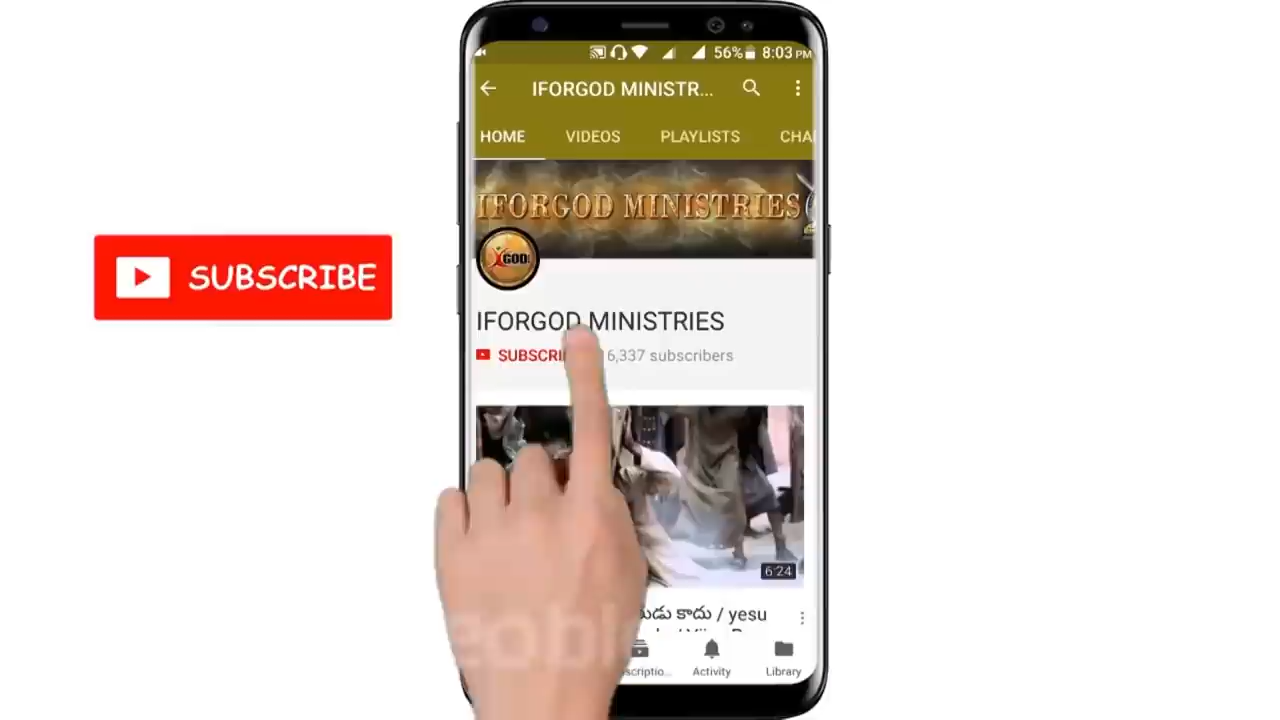 56% 8:03 PM
IFORGOD MINISTR...
HOME VIDEOS PLAYLISTS CHA
IFORGOD MINISTRIES
GOD
SUBSCRIBE
IFORGOD MINISTRIES
SUBSCRI 6,337 subscribers
6:24
కాదు / yesu
Activity Library